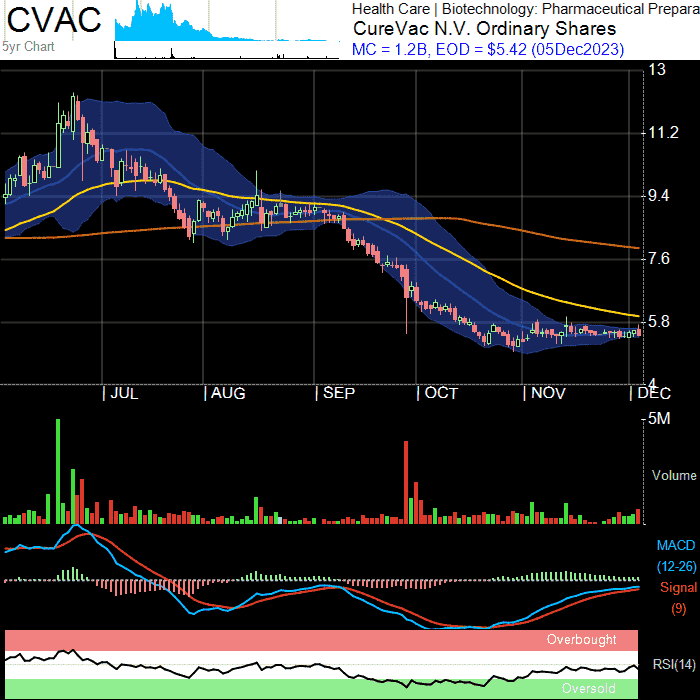 CVAC
5yr Chart
Health Care | Biotechnology: Pharmaceutical Prepara
CureVac N.V. Ordinary Shares
MC = 1.2B, EOD = $5.42 (05Dec2023)
13
11.2
9.4
7.6
5.8
4
JUL
AUG
SEP
OCT
NOV
DEC
5M
Volume
MACD
(12-26)
Signal
(9)
Overbought
RSI(14)
Oversold